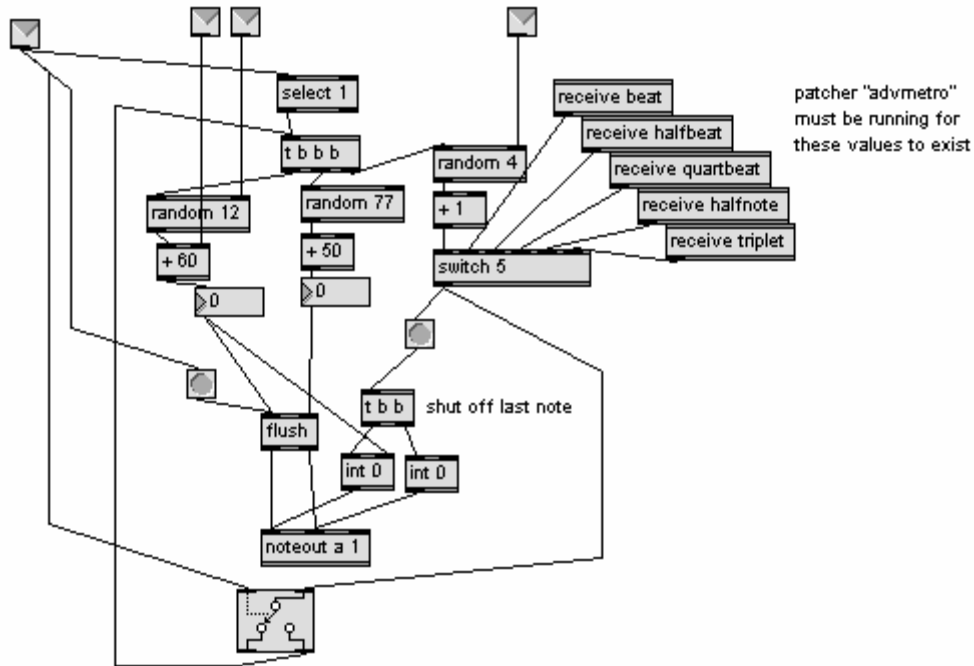 select 1
receive beat
patcher "advmetro"
must be running for
these values to exist
receive halfbeat
t b b b
random 4
receive quartbeat
random 12
random 77
+ 1
receive halfnote
receive triplet
+ 60
+ 50
switch 5
0
0
t b b
shut off last note
flush
int 0
int 0
noteout a 1